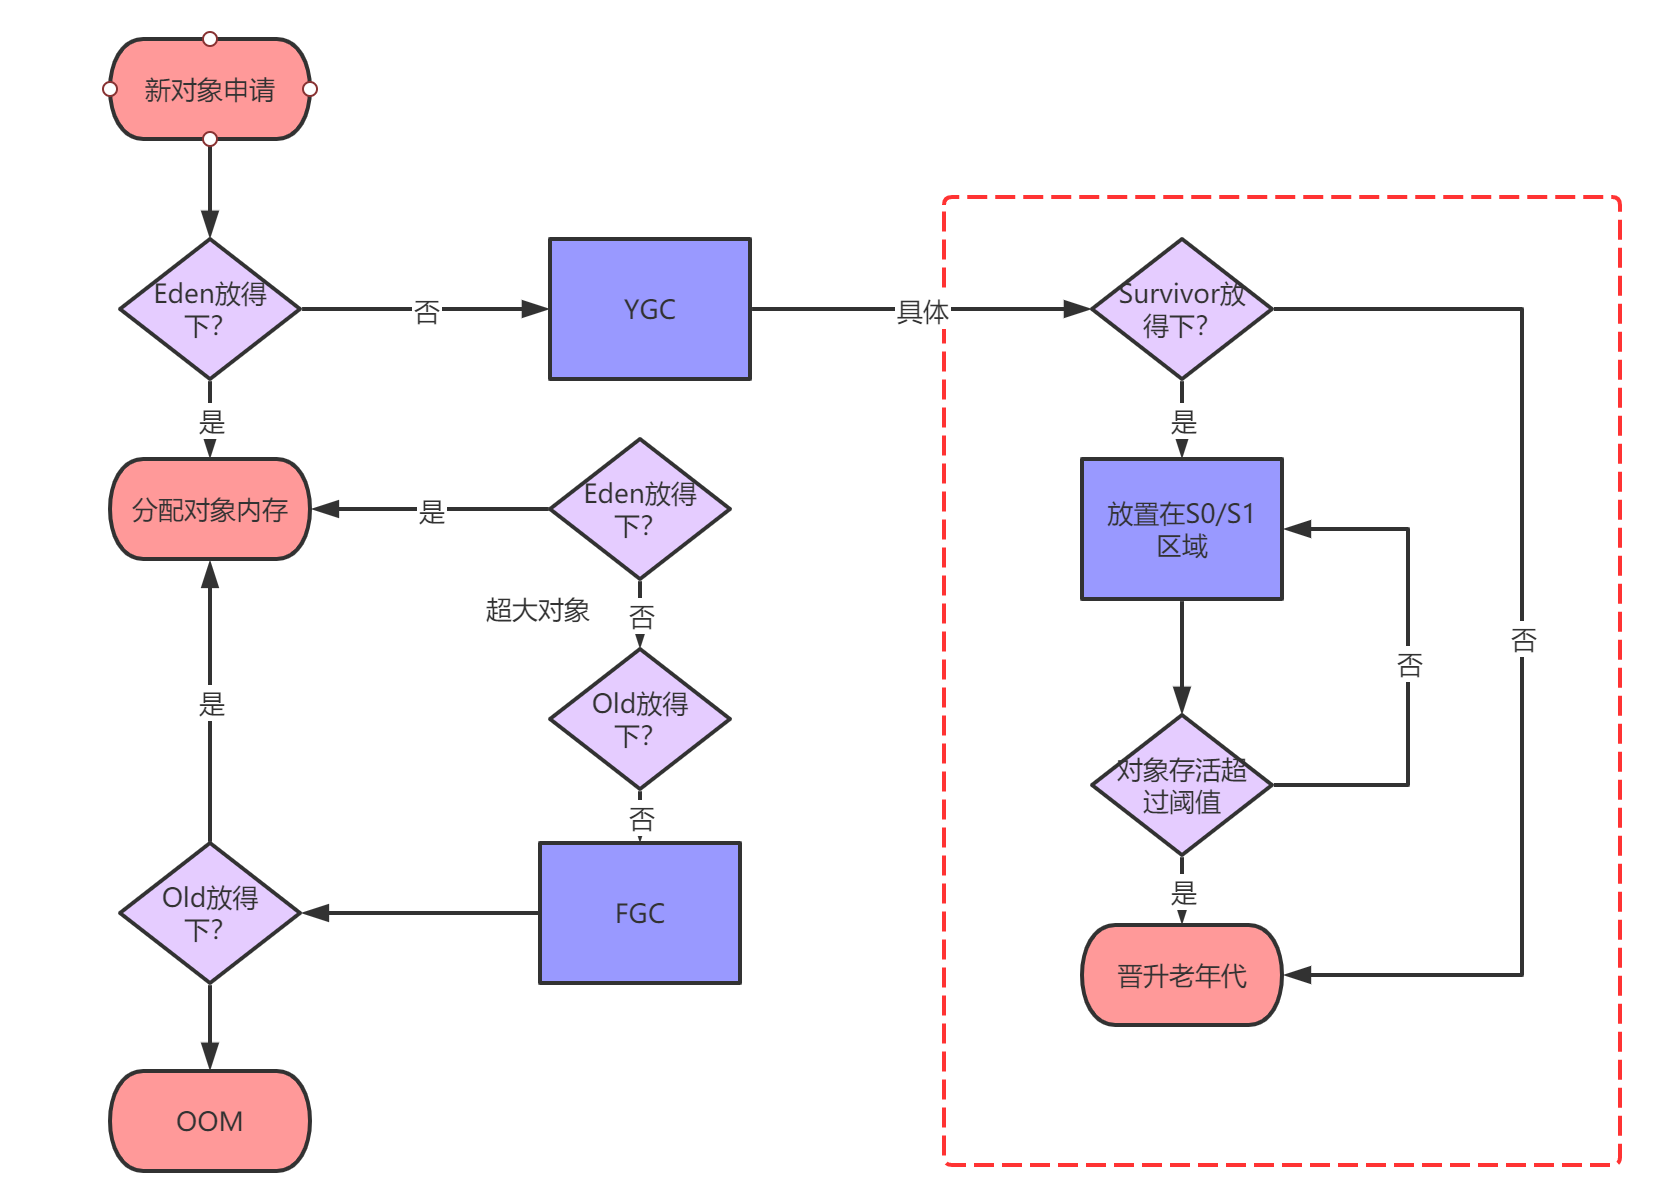 新对象申请
Eden放得
下?
否
YGC
具体
Survivor放
得下?
是
是
分配对象内存
是
Eden放得
下?
放置在S0/S1
区域
超大对象
否
否
否
是
Old放得
下?
对象存活超
过阈值
否
Old放得
下?
FGC
是
晋升老年代
OOM